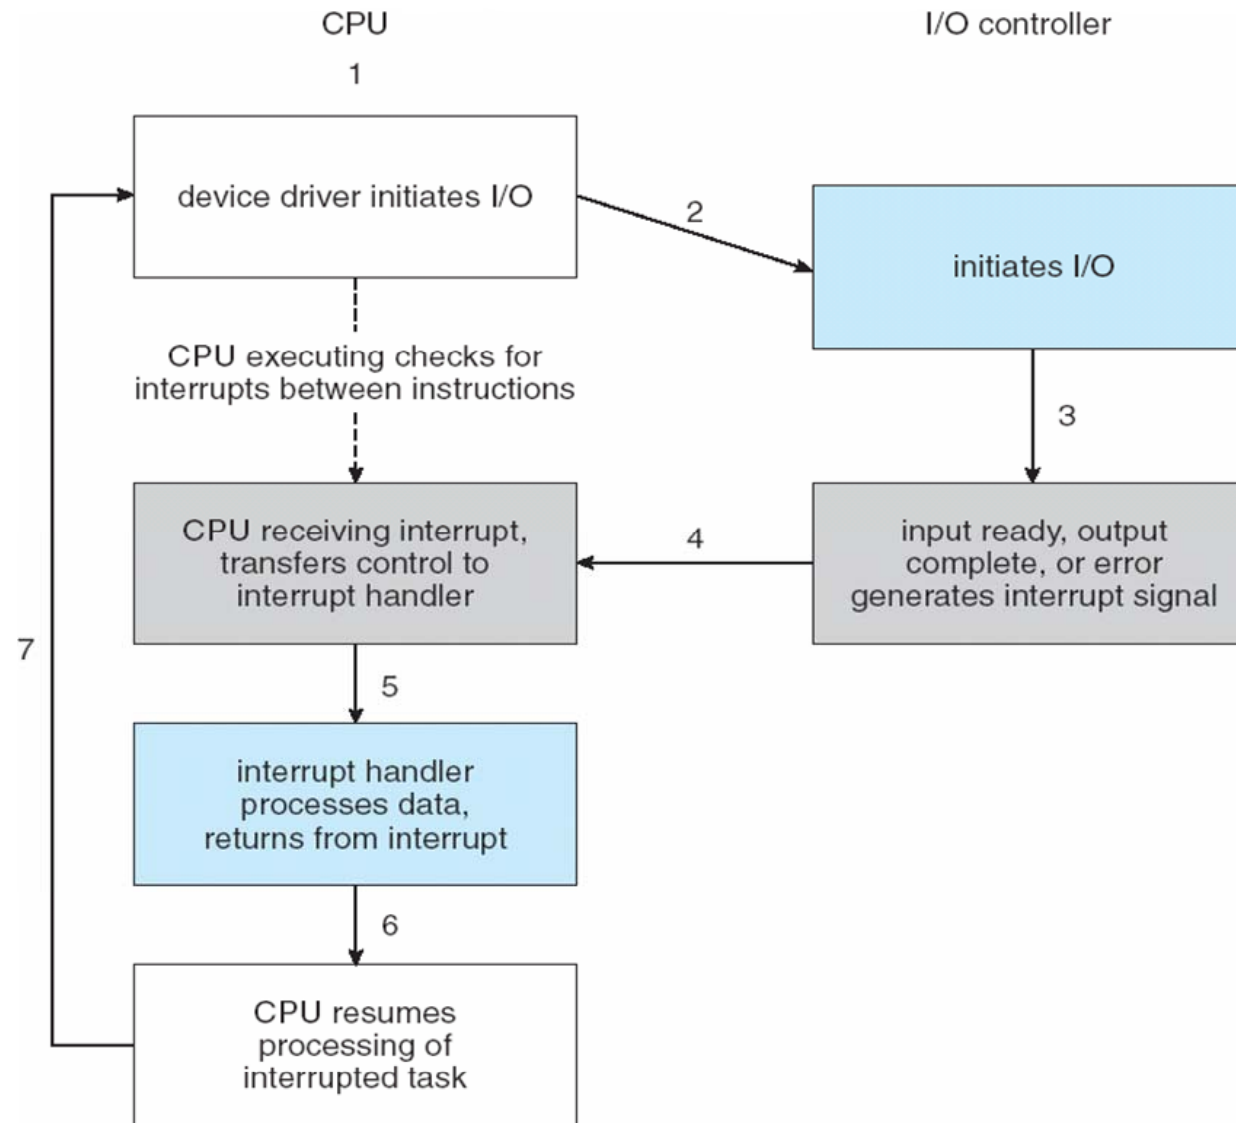 CPU
I/O controller
1
device driver initiates I/O
2
initiates I/O
CPU executing checks for
interrupts between instructions
3
CPU receiving interrupt,
transfers control to
interrupt handler
4
input ready, output
complete, or error
generates interrupt signal
7
5
interrupt handler
processes data,
returns from interrupt
6
CPU resumes
processing of
interrupted task